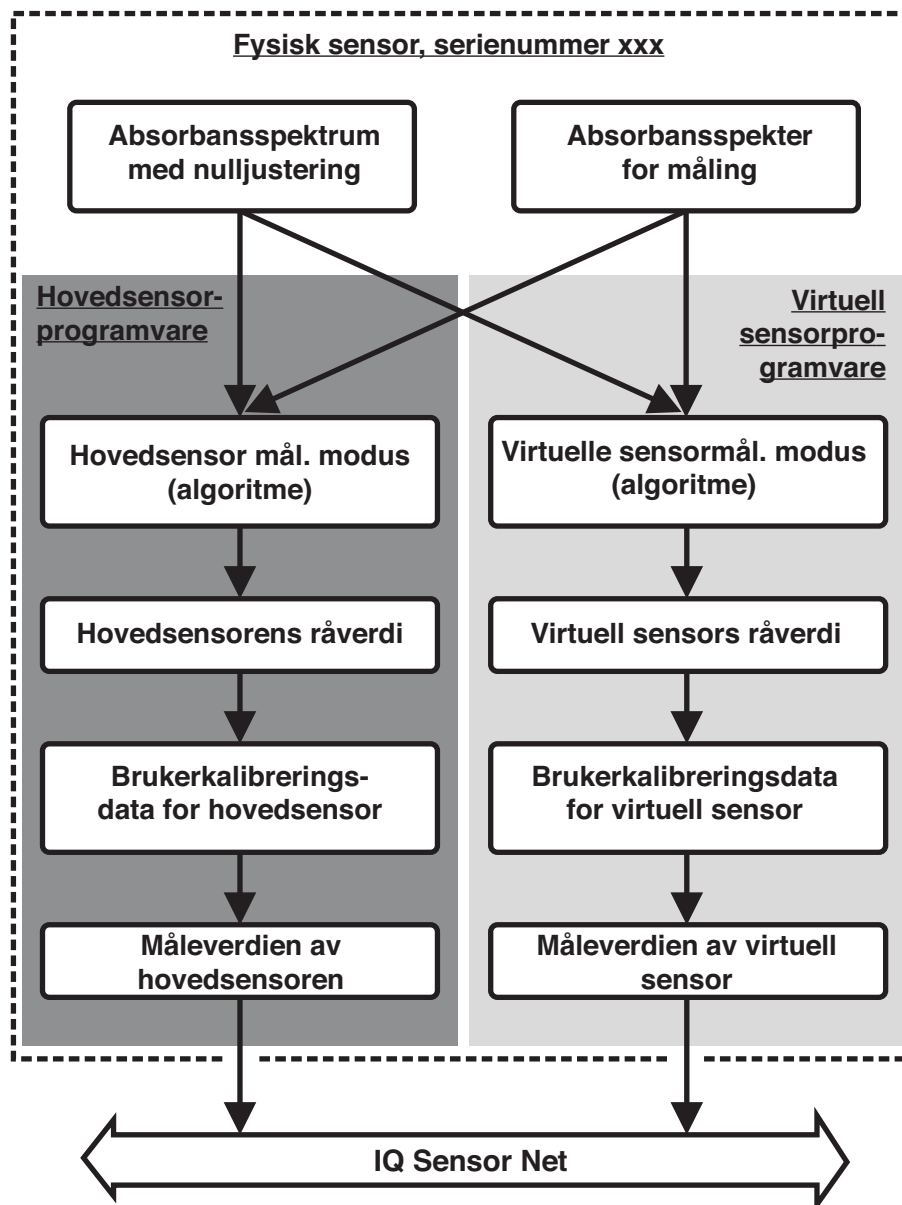 Fysisk sensor, serienummer xxx
Absorbansspektrum
med nulljustering
Absorbansspekter
for måling
Hovedsensor-
programvare
Virtuell
sensorpro-
gramvare
Hovedsensor mål. modus
(algoritme)
Virtuelle sensormål. modus
(algoritme)
Hovedsensorens råverdi
Virtuell sensors råverdi
Brukerkalibrerings-
data for hovedsensor
Brukerkalibreringsdata
for virtuell sensor
Måleverdien av
hovedsensoren
Måleverdien av virtuell
sensor
IQ Sensor Net